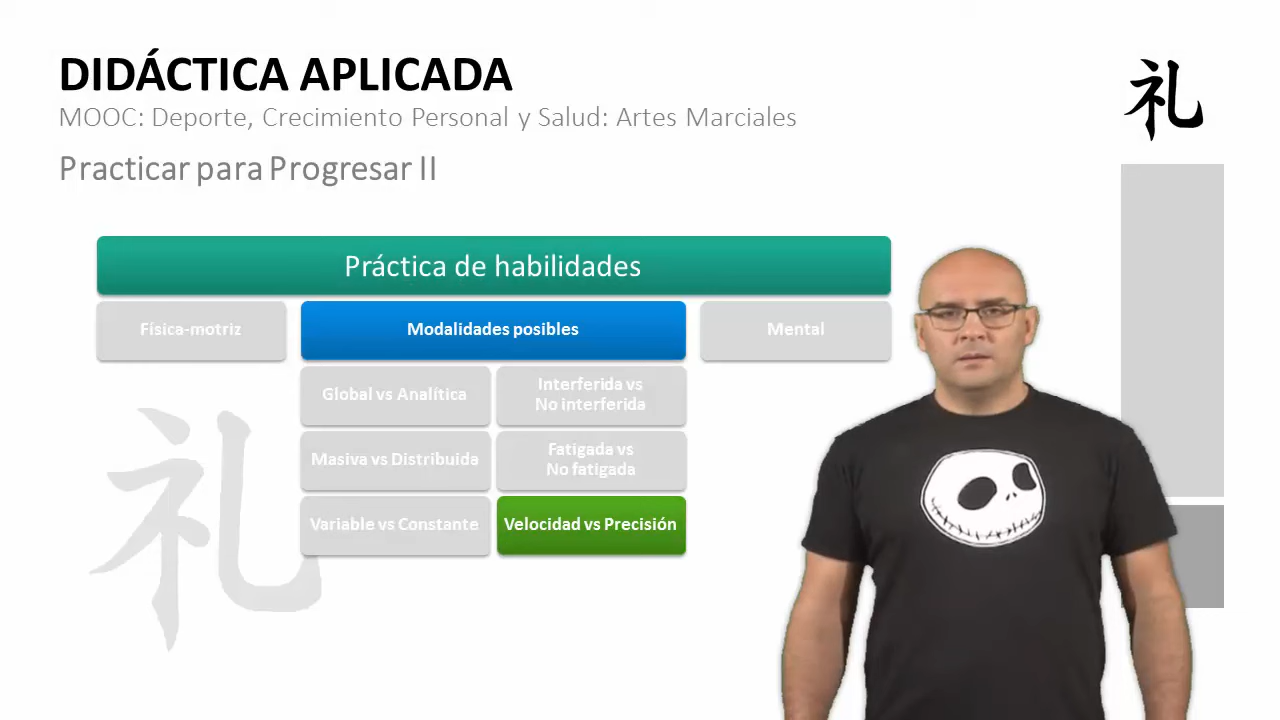 DIDÁCTICA APLICADA
MOOC: Deporte, Crecimiento Personal y Salud: Artes Marciales
Practicar para Progresar II
礼
Práctica de habilidades
Física-motriz
Modalidades posibles
Mental
Global vs Analítica
Interferida vs
No interferida
Masiva vs Distribuida
Fatigada vs
No fatigada
Variable vs Constante
Velocidad vs Precisión
礼